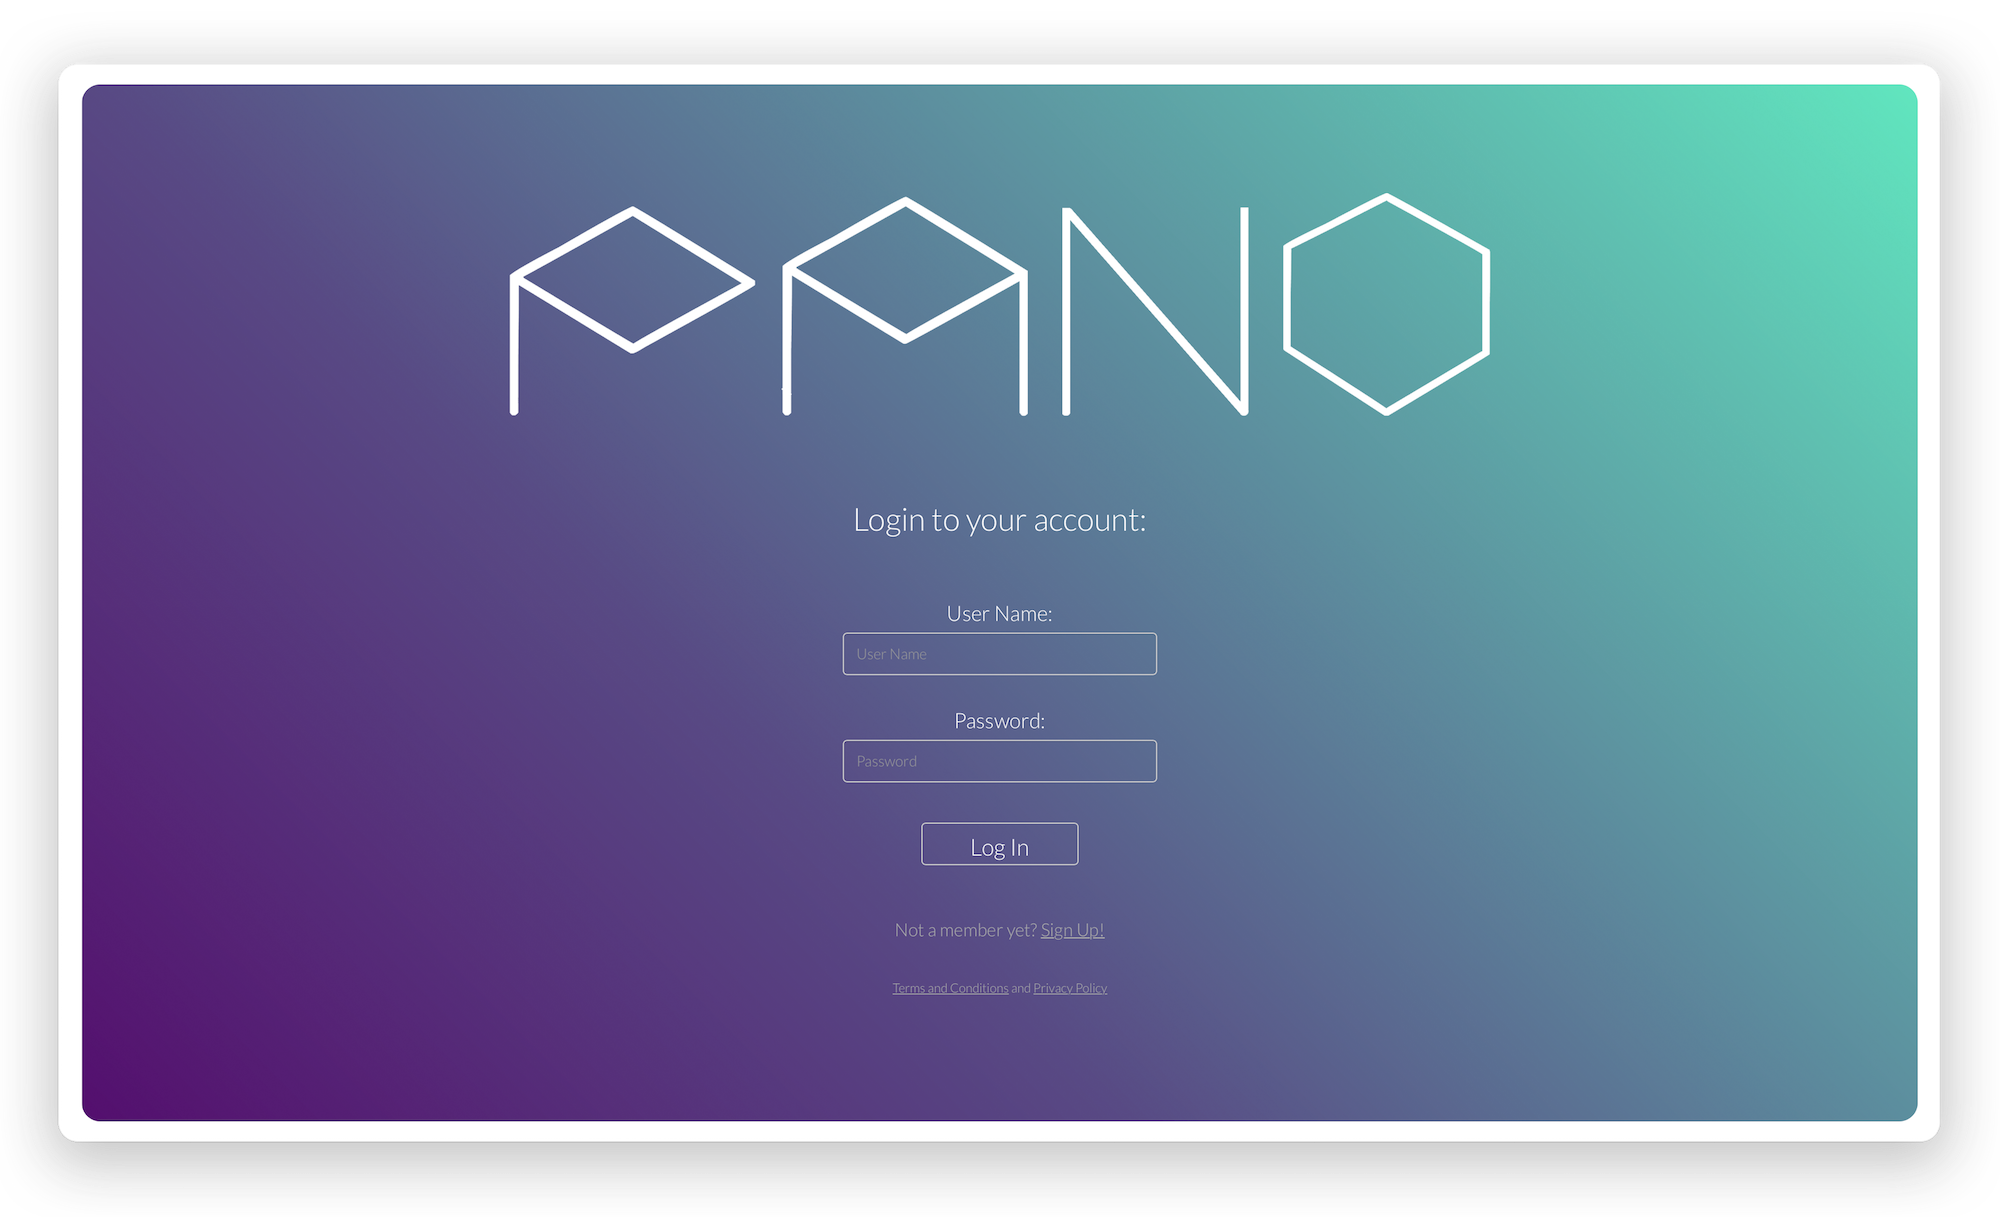 PANO
Login to your account:
User Name:
User Name
Password:
Password
Log In
Not a member yet? Sign Up!
Terms and Conditions and Privacy Policy